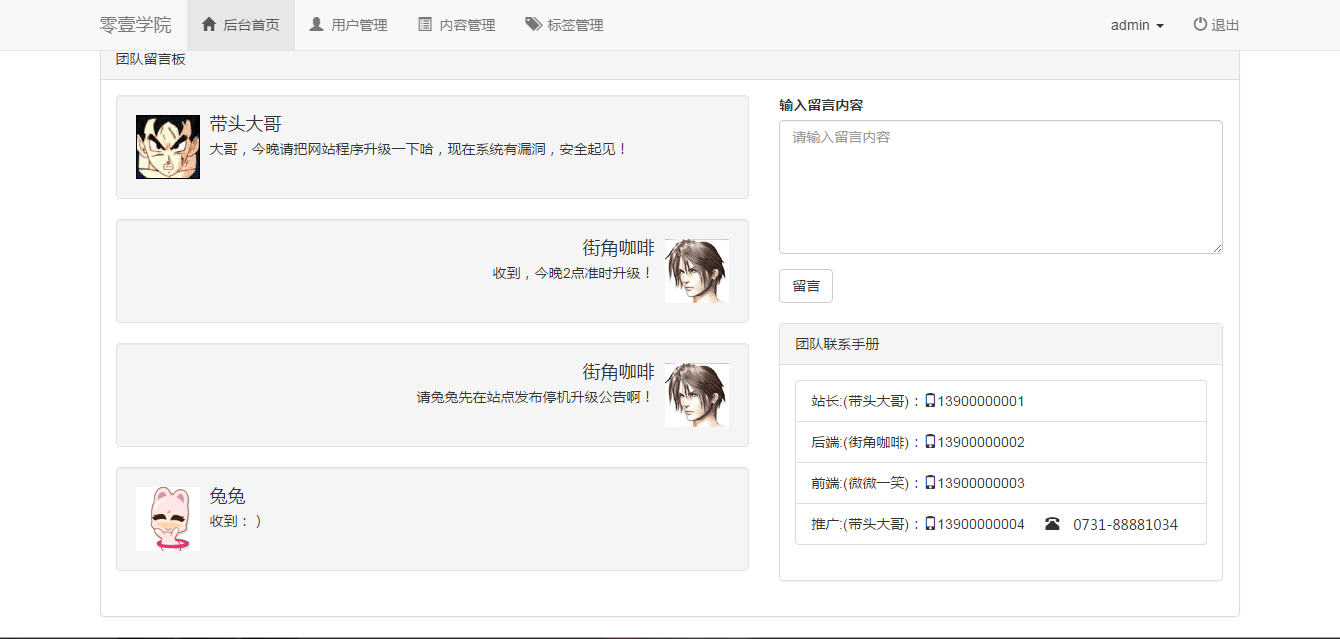 零壹学院 后台首页 用户管理 内容管理 标签管理 admin 退出
团队留言板
带头大哥
大哥，今晚请把网站程序升级一下哈，现在系统有漏洞，安全起见！
街角咖啡
收到，今晚2点准时升级！
街角咖啡
请兔兔先在站点发布停机升级公告啊！
兔兔
收到：）
输入留言内容
请输入留言内容
留言
团队联系手册
站长:(带头大哥)：13900000001
后端:(街角咖啡)：13900000002
前端:(微微一笑)：13900000003
推广:(带头大哥)：13900000004 0731-88881034